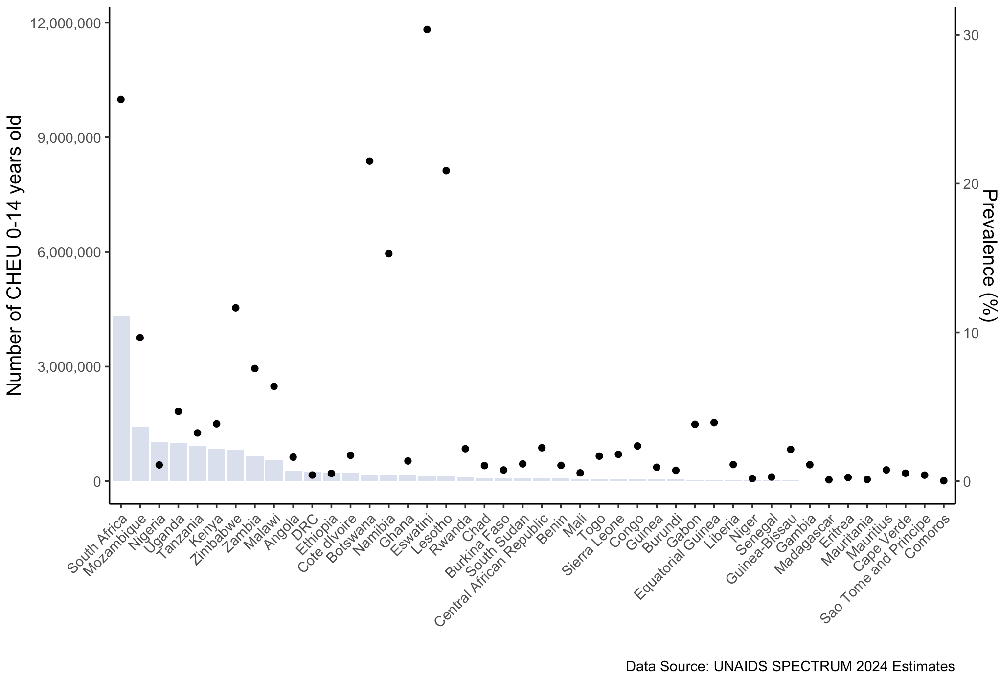 12,000,000
9,000,000
6,000,000
3,000,000
0
Number of CHEU 0-14 years old
30
20
10
0
Prevalence (%)
South Africa
Mozambique
Nigeria
Uganda
Tanzania
Kenya
Zimbabwe
Zambia
Malawi
Angola
DRC
Ethiopia
Cote dIvoire
Botswana
Namibia
Ghana
Eswatini
Lesotho
Rwanda
Chad
Burkina Faso
South Sudan
Central African Republic
Benin
Mali
Togo
Sierra Leone
Congo
Guinea
Burundi
Gabon
Equatorial Guinea
Liberia
Niger
Senegal
Guinea-Bissau
Gambia
Madagascar
Eritrea
Mauritania
Mauritius
Cape Verde
Sao Tome and Principe
Comoros
Data Source: UNAIDS SPECTRUM 2024 Estimates